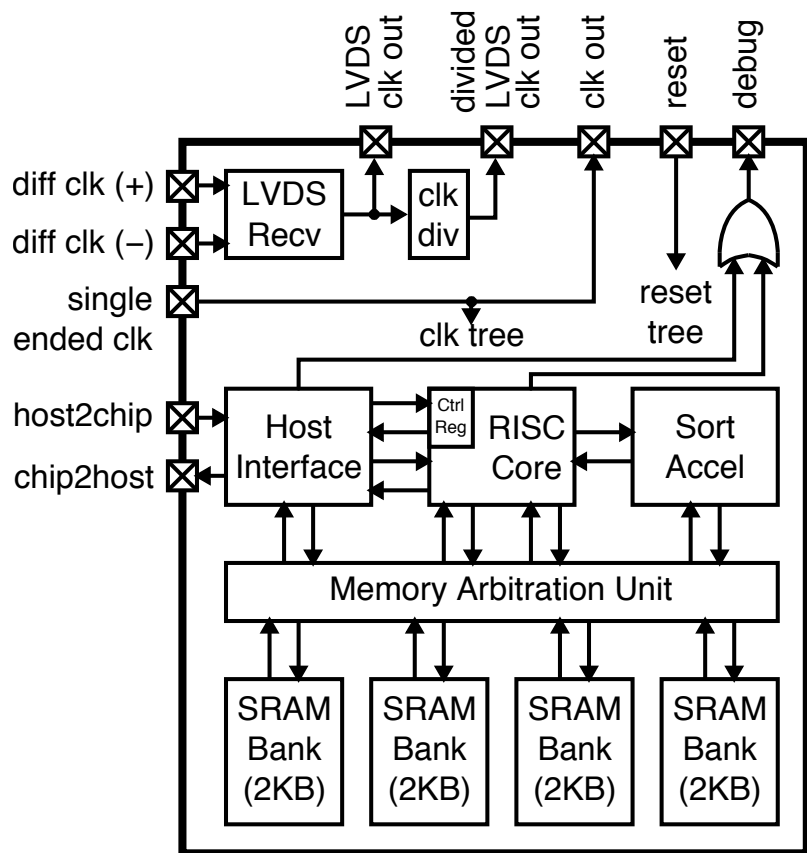 LVDS
clk out
divided
LVDS
clk out
clk out
reset
debug
diff clk (+)
diff clk (−)
single
ended clk
host2chip
chip2host
LVDS
Recv
clk
div
clk tree
reset
tree
Host
Interface
Ctrl
Reg
RISC
Core
Sort
Accel
Memory Arbitration Unit
SRAM
Bank
(2KB)
SRAM
Bank
(2KB)
SRAM
Bank
(2KB)
SRAM
Bank
(2KB)